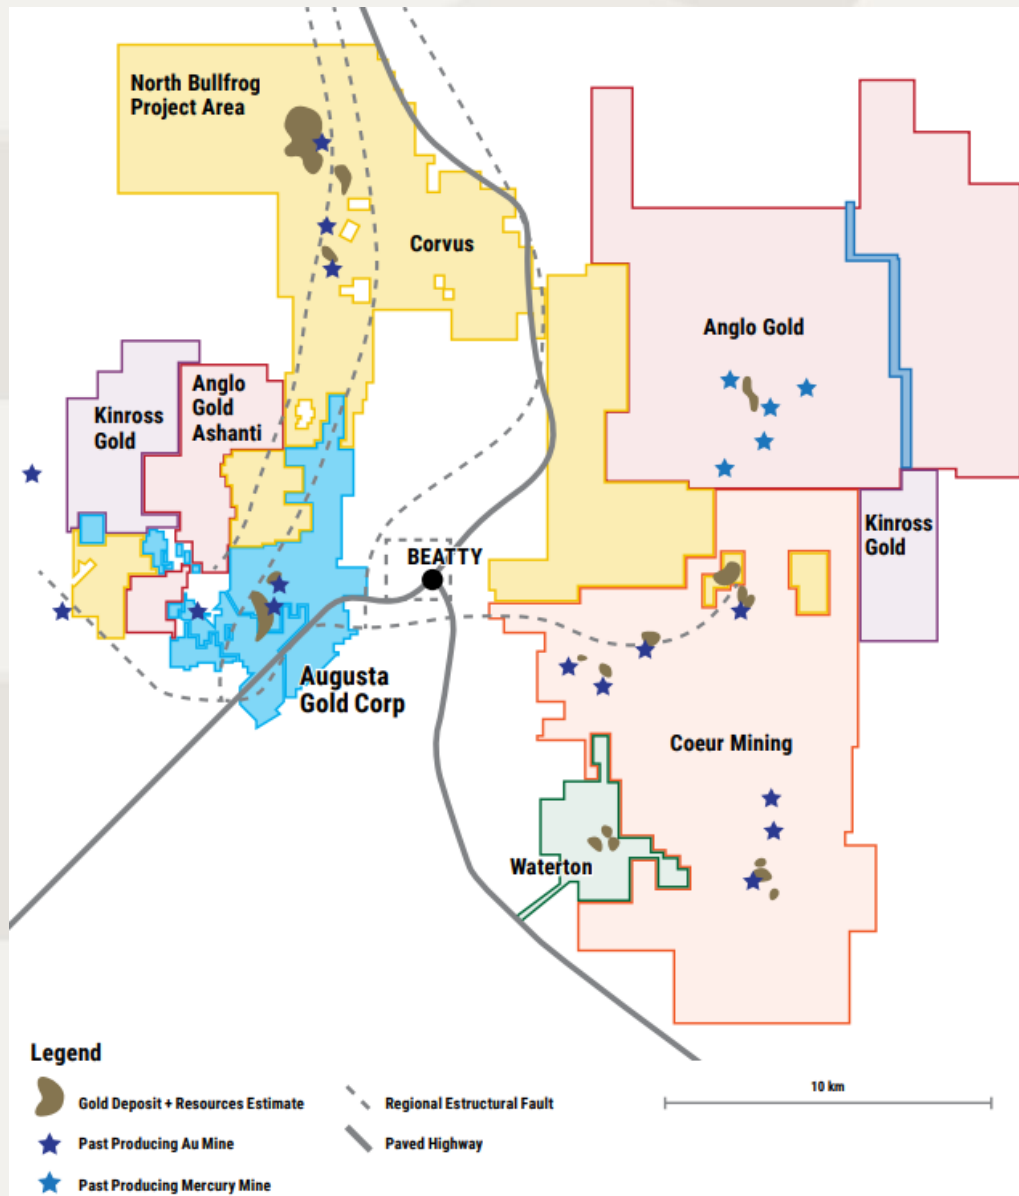 North Bullfrog
Project Area
Corvus
Anglo Gold
Kinross
Gold
Anglo
Gold
Ashanti
Kinross
Gold
BEATTY
Augusta
Gold Corp
Coeur Mining
Waterton
Legend
Gold Deposit + Resources Estimate
Past Producing Au Mine
Past Producing Mercury Mine
Regional Estructural Fault
Paved Highway
10 km